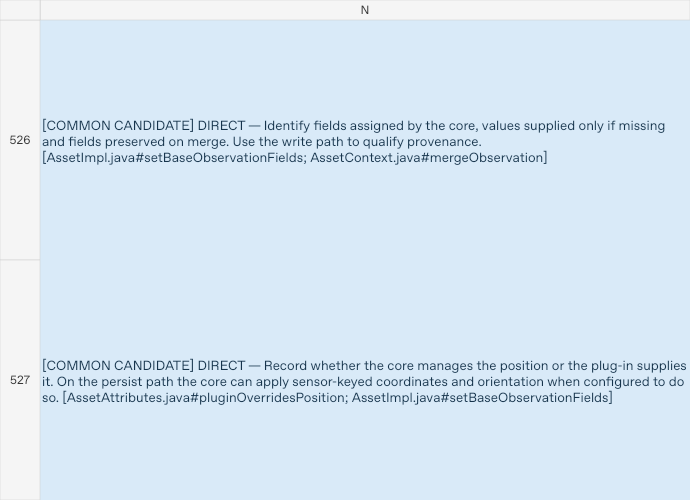 N
526
[COMMON CANDIDATE] DIRECT — Identify fields assigned by the core, values supplied only if missing
and fields preserved on merge. Use the write path to qualify provenance.
[AssetImpl.java#setBaseObservationFields; AssetContext.java#mergeObservation]
527
[COMMON CANDIDATE] DIRECT — Record whether the core manages the position or the plug-in supplies
it. On the persist path the core can apply sensor-keyed coordinates and orientation when configured to do
so. [AssetAttributes.java#pluginOverridesPosition; AssetImpl.java#setBaseObservationFields]